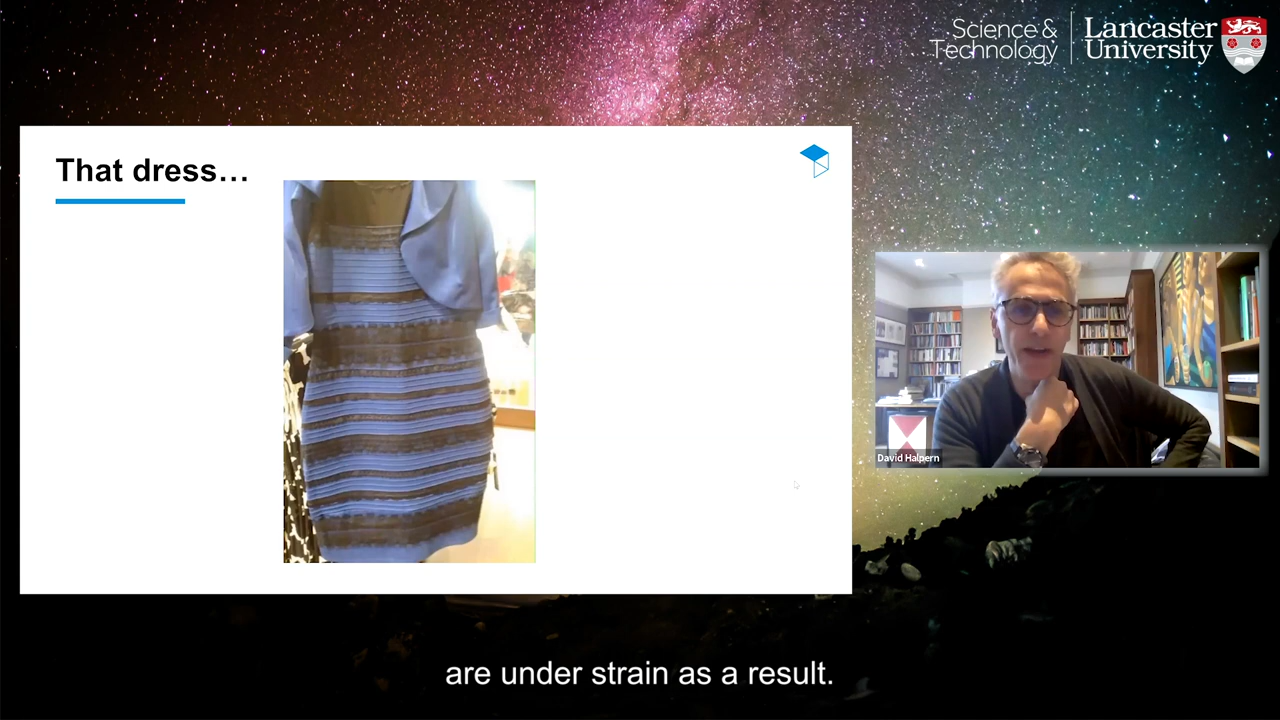 Science &
Technology
Lancaster
University
That dress…
David Halpern
are under strain as a result.